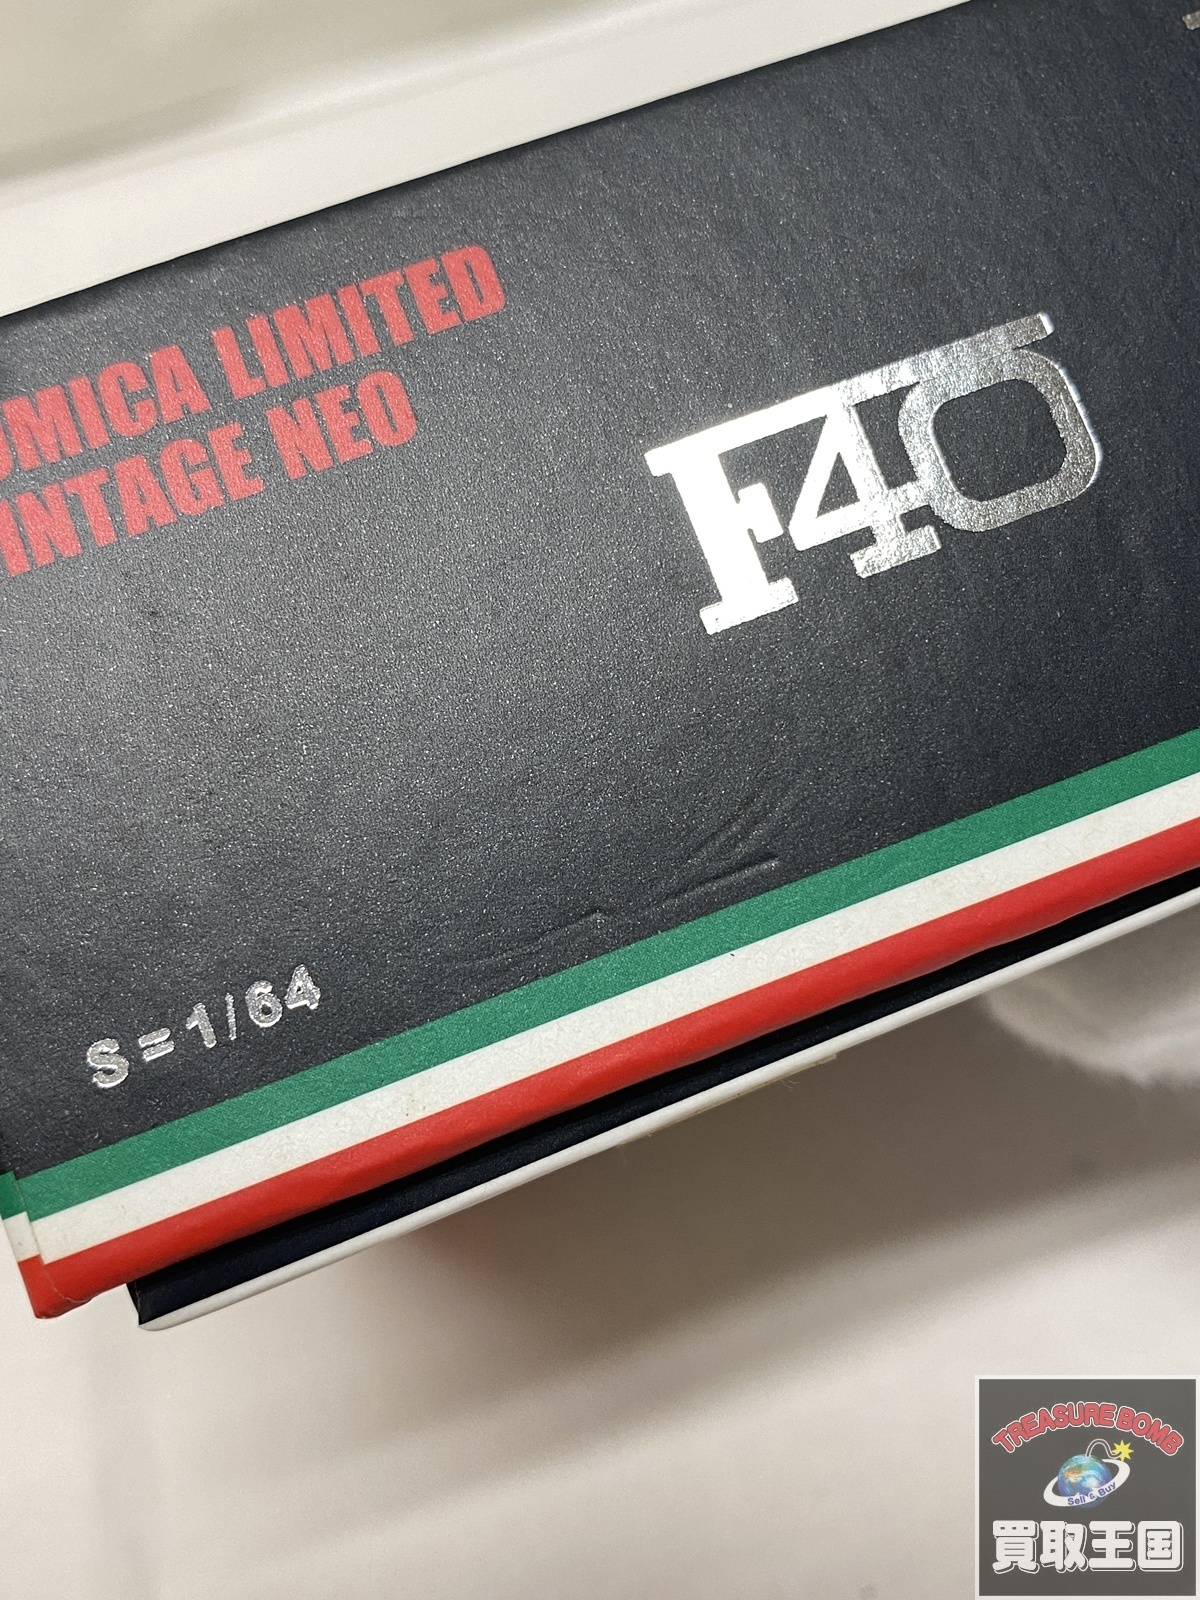 OMICA LIMITED
INTAGE NEO
F40
S=1/64
TREASURE BOMB
Sell & Buy
買取王国